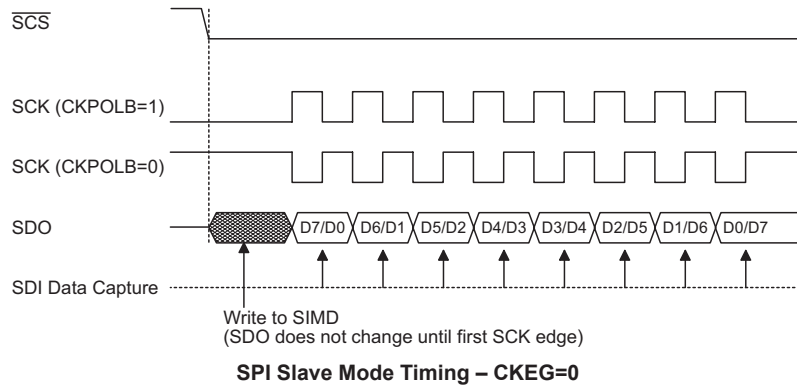 SCS
SCK (CKPOLB=1)
SCK (CKPOLB=0)
SDO
D7/D0 D6/D1 D5/D2 D4/D3 D3/D4 D2/D5 D1/D6 D0/D7
SDI Data Capture
Write to SIMD
(SDO does not change until first SCK edge)
SPI Slave Mode Timing – CKEG=0